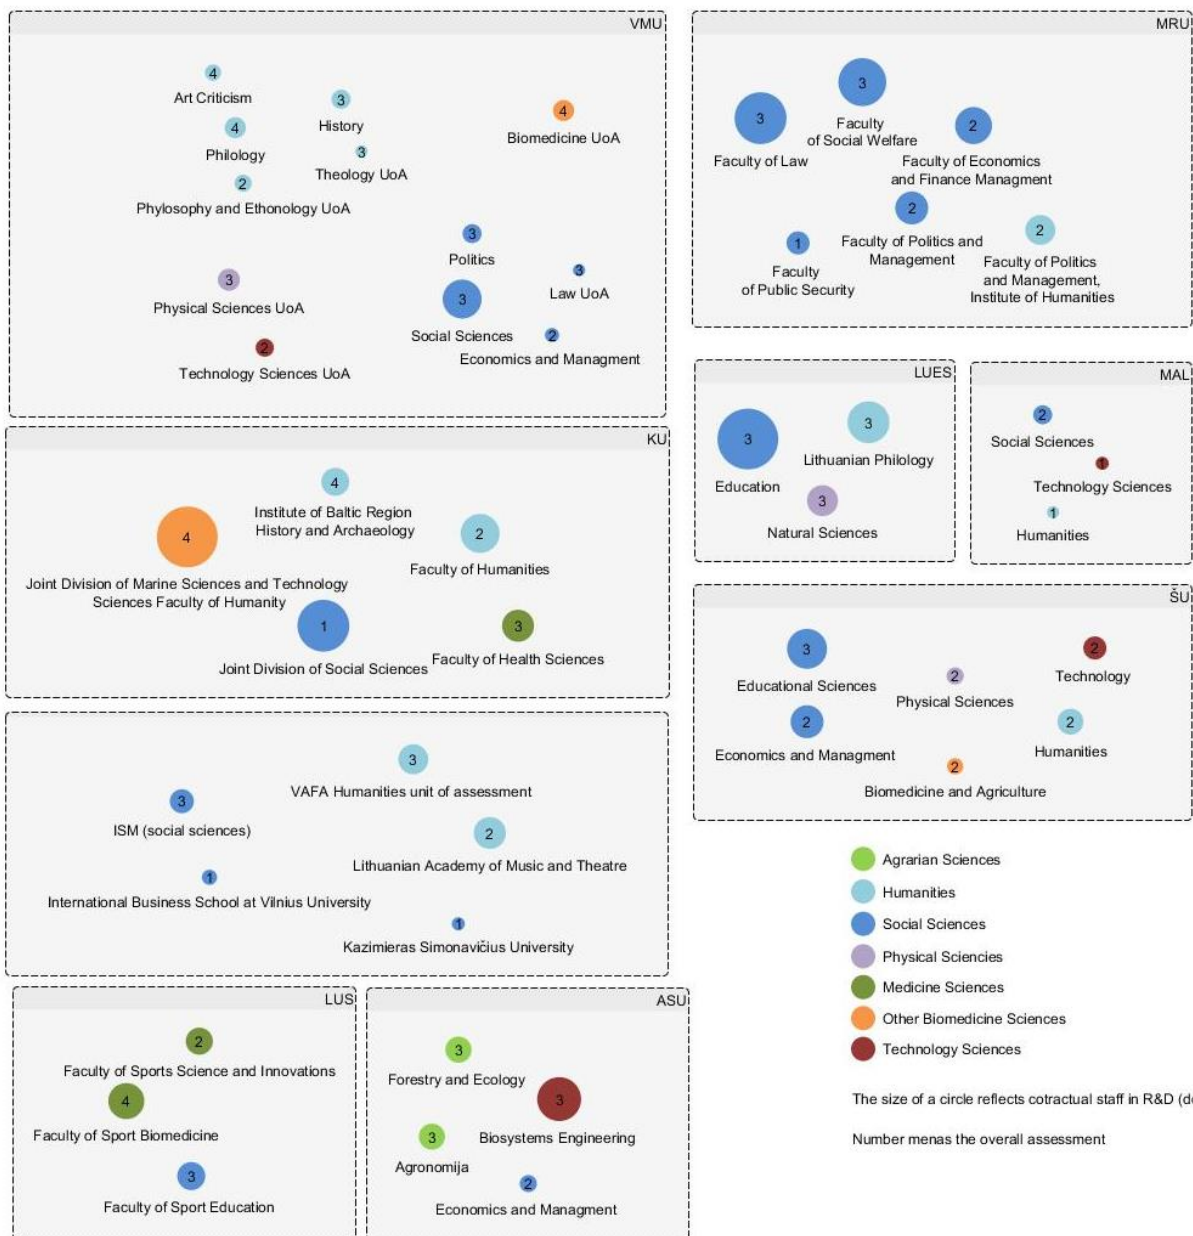 VMU
4
Art Criticism
3
History
4
Biomedicine UoA
4
Philology
3
Theology UoA
2
Phylosophy and Ethonology UoA
3
Politics
3
Physical Sciences UoA
3
Law UoA
3
Social Sciences
2
Economics and Managment
2
Technology Sciences UoA
MRU
3
Faculty of Law
3
Faculty
of Social Welfare
2
Faculty of Economics
and Finance Managment
2
Faculty of Politics and
Management
1
Faculty
of Public Security
2
Faculty of Politics
and Management,
Institute of Humanities
LUES
3
Education
3
Lithuanian Philology
3
Natural Sciences
MAL
2
Social Sciences
1
Technology Sciences
1
Humanities
KU
4
Institute of Baltic Region
History and Archaeology
4
Joint Division of Marine Sciences and Technology
Sciences Faculty of Humanity
2
Faculty of Humanities
1
Joint Division of Social Sciences
3
Faculty of Health Sciences
ŠU
3
Educational Sciences
2
Physical Sciences
2
Technology
2
Economics and Managment
2
Humanities
2
Biomedicine and Agriculture
3
VAFA Humanities unit of assessment
3
ISM (social sciences)
2
Lithuanian Academy of Music and Theatre
1
International Business School at Vilnius University
1
Kazimieras Simonavičius University
Agrarian Sciences
Humanities
Social Sciences
Physical Sciencies
Medicine Sciences
Other Biomedicine Sciences
Technology Sciences
The size of a circle reflects cotractual staff in R&D
Number menas the overall assessment
LUS
2
Faculty of Sports Science and Innovations
4
Faculty of Sport Biomedicine
3
Faculty of Sport Education
ASU
3
Forestry and Ecology
3
Biosystems Engineering
3
Agronomija
2
Economics and Managment